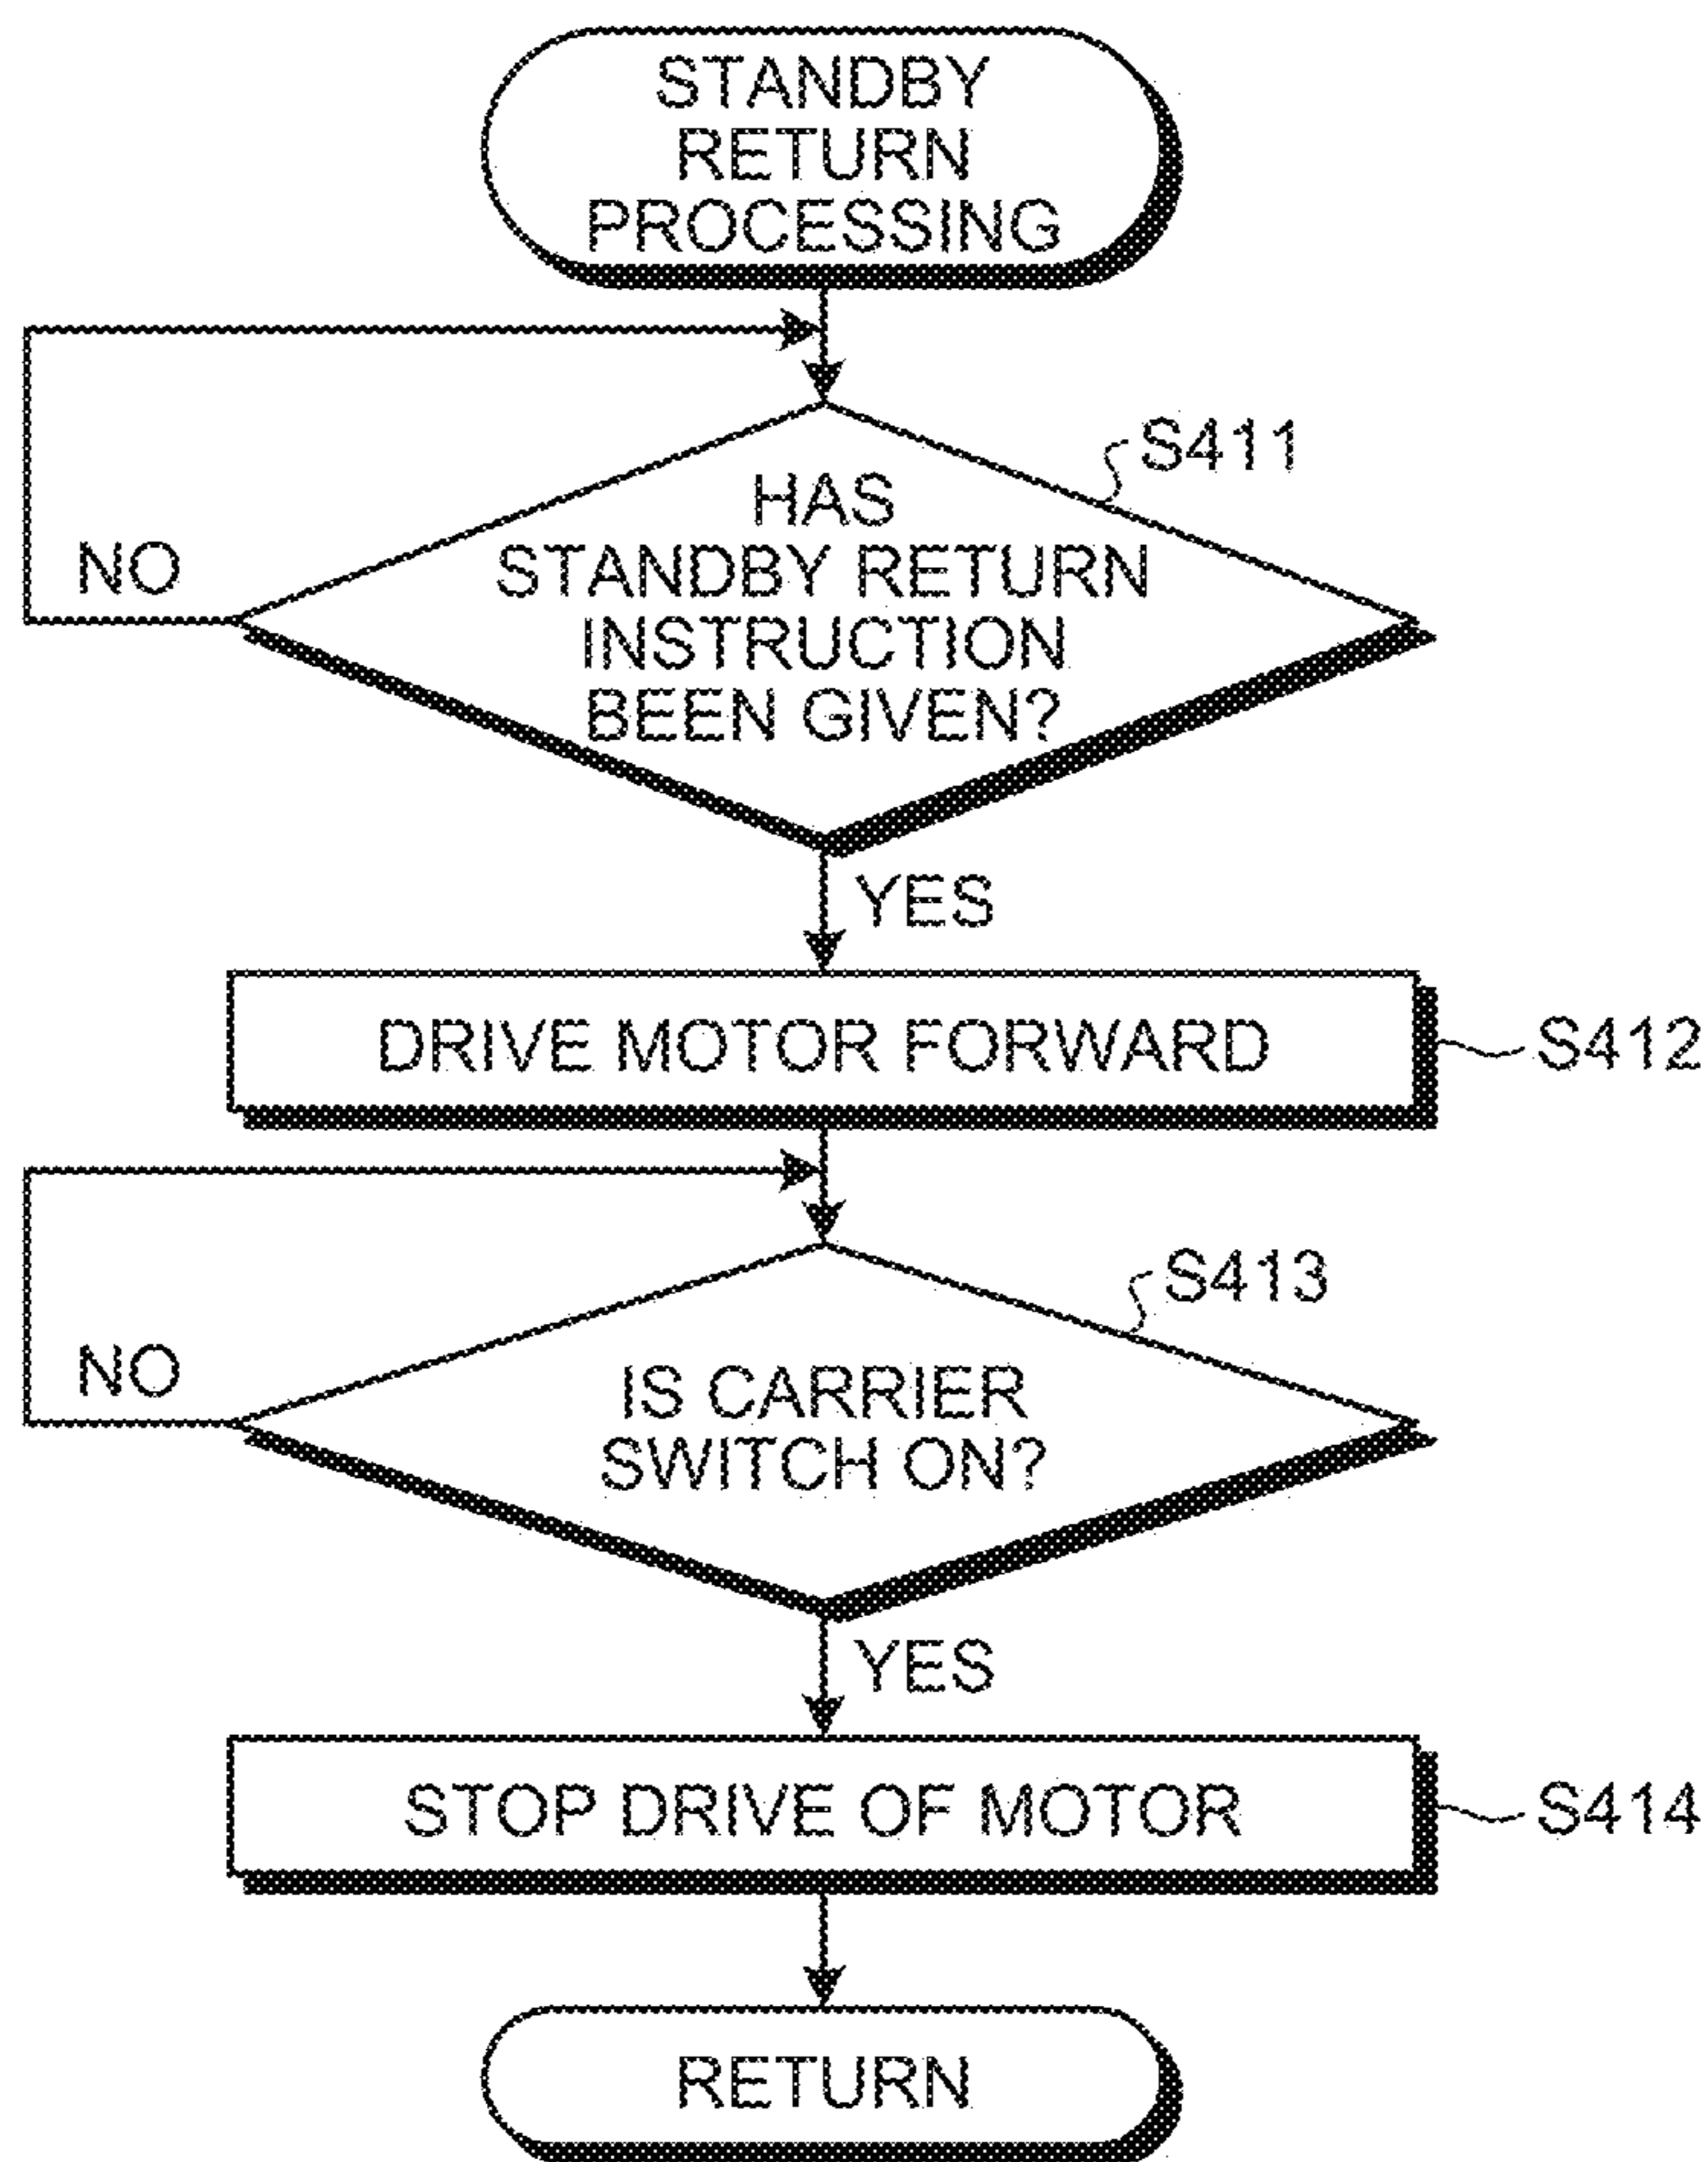 STANDBY
RETURN
PROCESSING
S411
HAS
STANDBY RETURN
INSTRUCTION
BEEN GIVEN?
NO
YES
DRIVE MOTOR FORWARD
S412
S413
IS CARRIER
SWITCH ON?
NO
YES
STOP DRIVE OF MOTOR
S414
RETURN